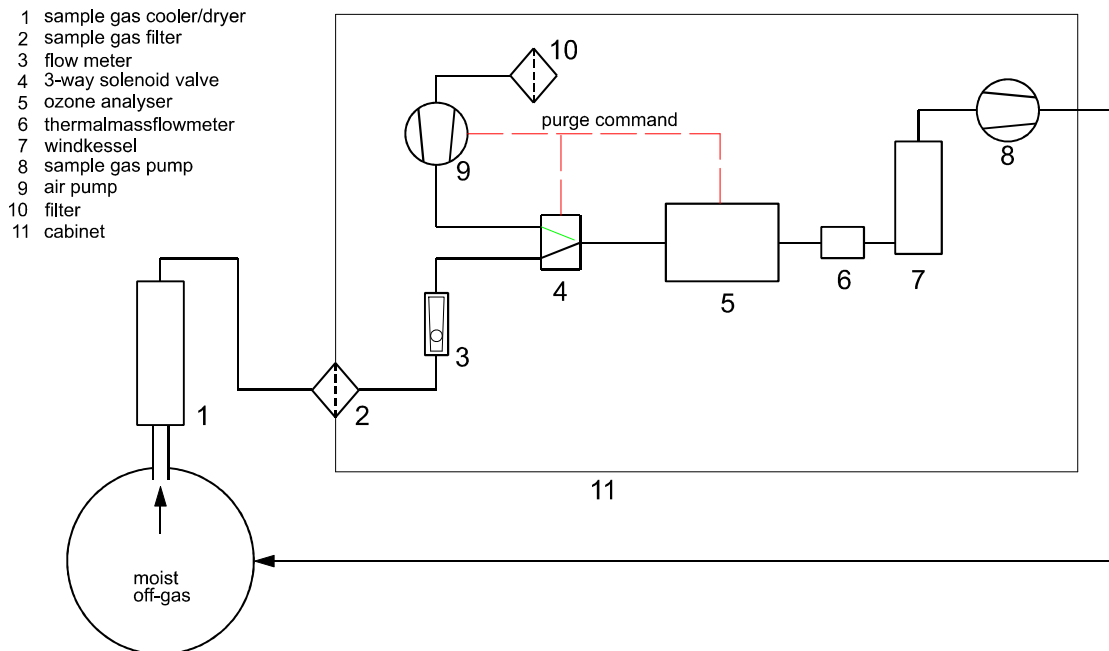 1 sample gas cooler/dryer
2 sample gas filter
3 flow meter
4 3-way solenoid valve
5 ozone analyser
6 thermalmassflowmeter
7 windkessel
8 sample gas pump
9 air pump
10 filter
11 cabinet
10
purge command
9
8
4
5
6
7
3
2
1
11
moist
off-gas